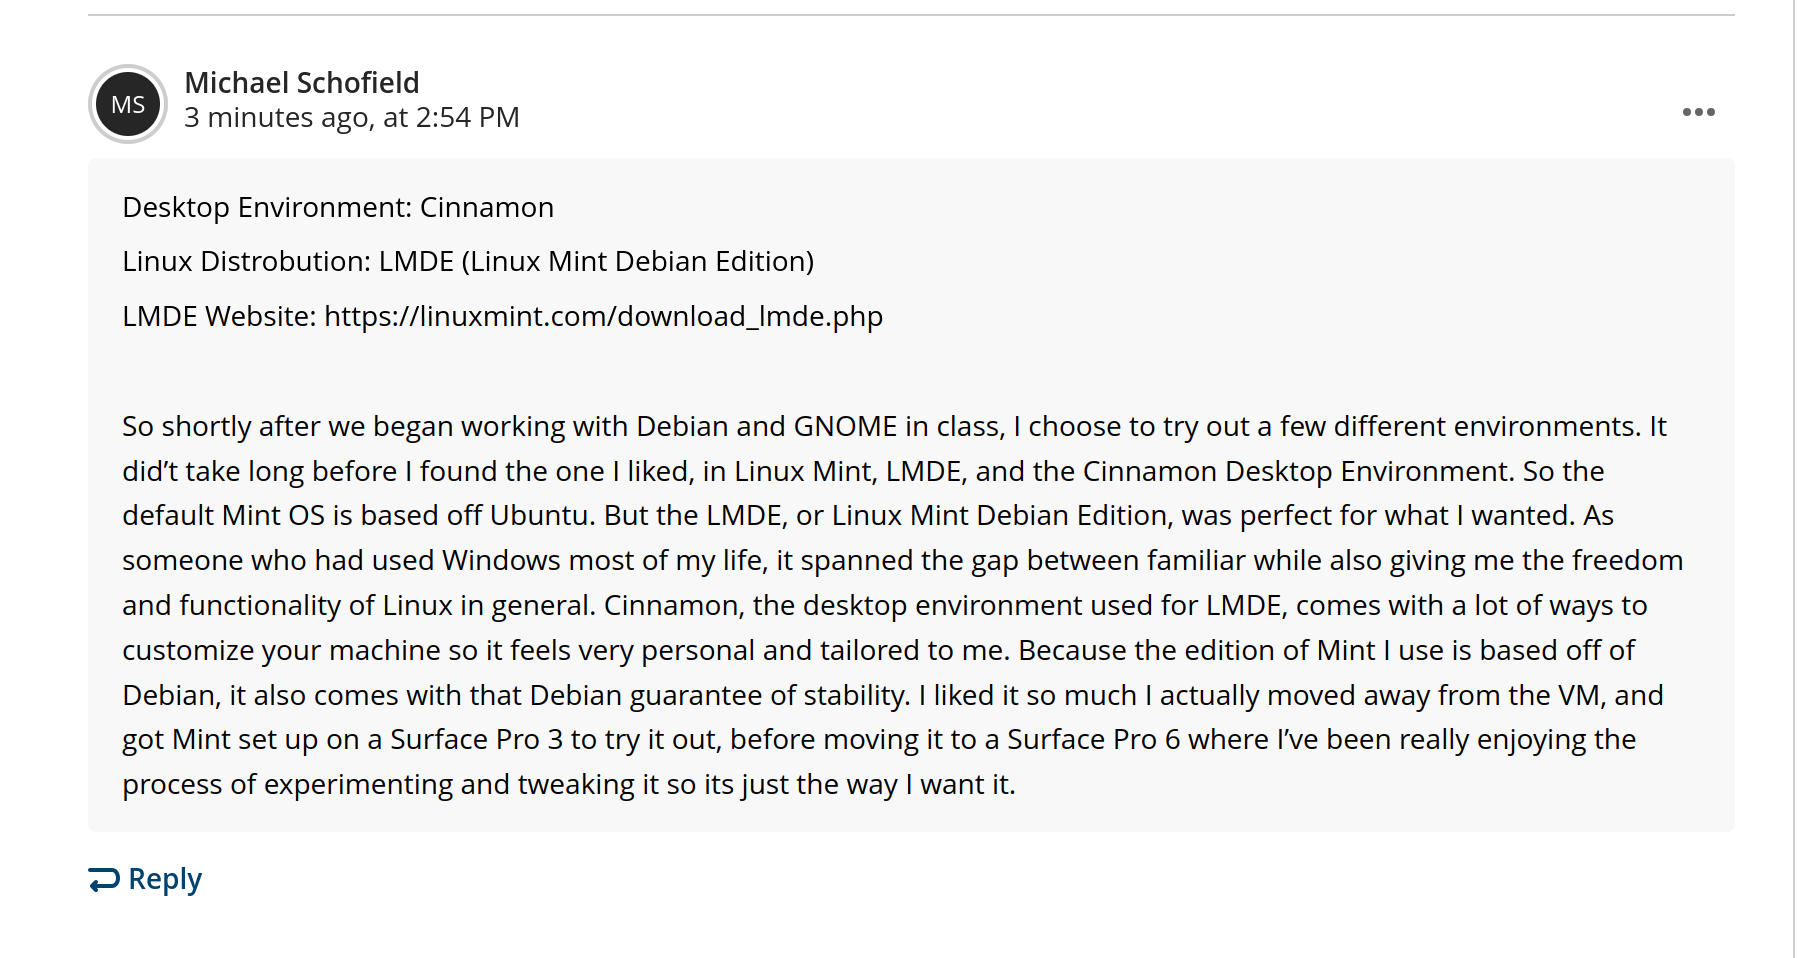 MS
Michael Schofield
3 minutes ago, at 2:54 PM
Desktop Environment: Cinnamon
Linux Distrobution: LMDE (Linux Mint Debian Edition)
LMDE Website: https://linuxmint.com/download_lmde.php
So shortly after we began working with Debian and GNOME in class, I choose to try out a few different environments. It
did’t take long before I found the one I liked, in Linux Mint, LMDE, and the Cinnamon Desktop Environment. So the
default Mint OS is based off Ubuntu. But the LMDE, or Linux Mint Debian Edition, was perfect for what I wanted. As
someone who had used Windows most of my life, it spanned the gap between familiar while also giving me the freedom
and functionality of Linux in general. Cinnamon, the desktop environment used for LMDE, comes with a lot of ways to
customize your machine so it feels very personal and tailored to me. Because the edition of Mint I use is based off of
Debian, it also comes with that Debian guarantee of stability. I liked it so much I actually moved away from the VM, and
got Mint set up on a Surface Pro 3 to try it out, before moving it to a Surface Pro 6 where I’ve been really enjoying the
process of experimenting and tweaking it so its just the way I want it.
Reply